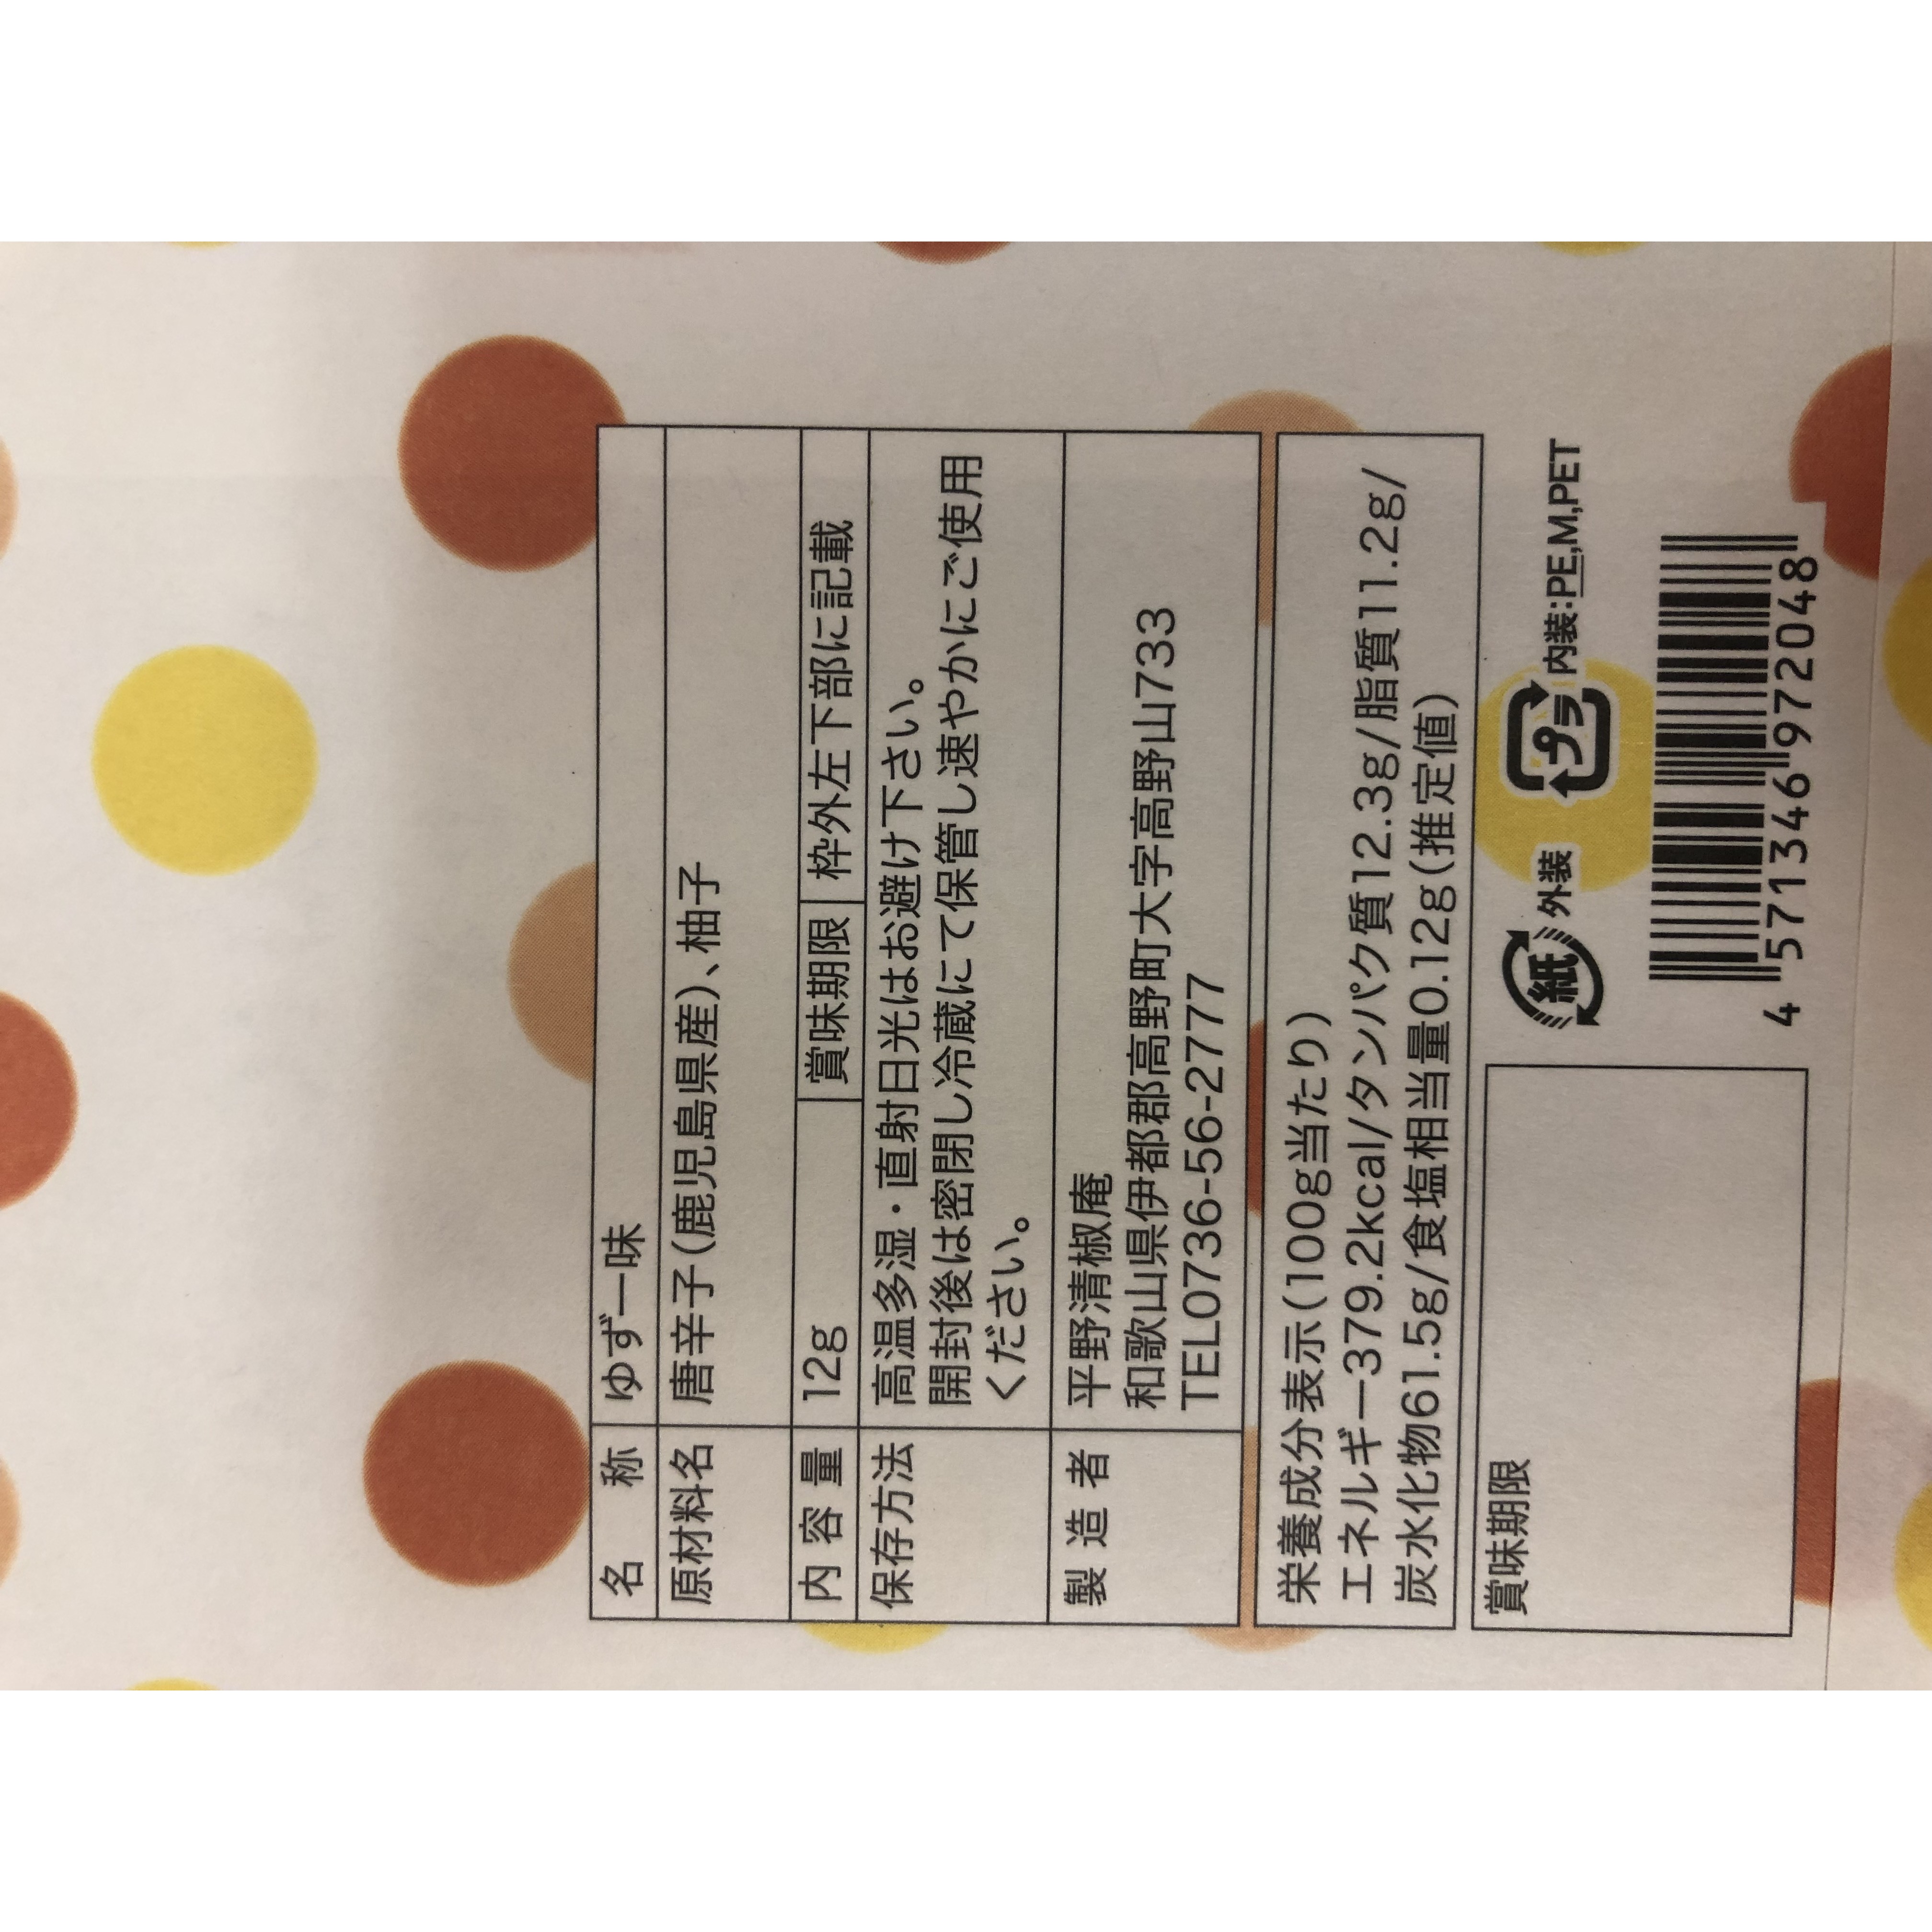 名称 ゆず一味
原材料名 唐辛子(鹿児島県産)、柚子
内容量 12g 賞味期限 枠外左下部に記載
保存方法 高温多湿・直射日光はお避け下さい。
開封後は密閉し冷蔵にて保管し速やかにご使用
ください。
製造者 平野清椒庵
和歌山県伊都郡高野町大字高野山733
TEL0736-56-2777
栄養成分表示(100g当たり)
エネルギー379.2kcal/タンパク質12.3g/脂質11.2g/
炭水化物61.5g/食塩相当量0.12g(推定値)
賞味期限
紙 外装 プラ 内装:PE,M,PET
4 571346 972048